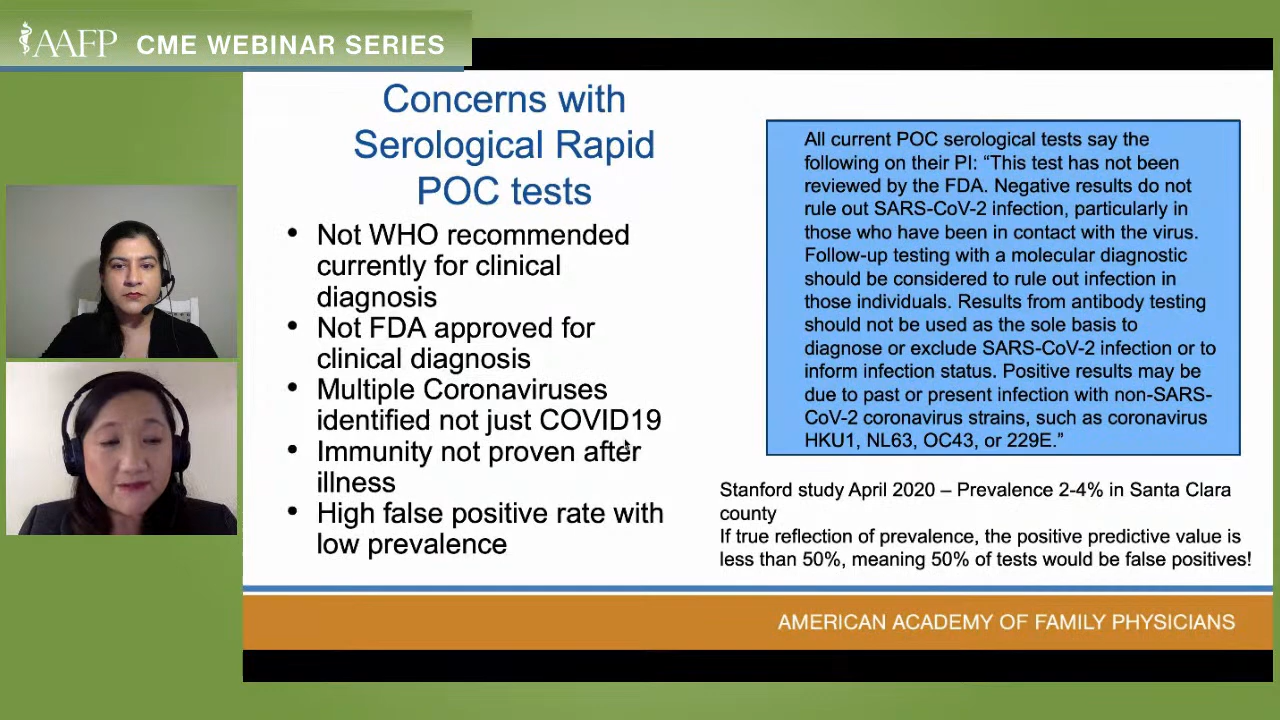 AAFP CME WEBINAR SERIES
Concerns with
Serological Rapid
POC tests
• Not WHO recommended
currently for clinical
diagnosis
• Not FDA approved for
clinical diagnosis
• Multiple Coronaviruses
identified not just COVID19
• Immunity not proven after
illness
• High false positive rate with
low prevalence
All current POC serological tests say the
following on their PI: “This test has not been
reviewed by the FDA. Negative results do not
rule out SARS-CoV-2 infection, particularly in
those who have been in contact with the virus.
Follow-up testing with a molecular diagnostic
should be considered to rule out infection in
those individuals. Results from antibody testing
should not be used as the sole basis to
diagnose or exclude SARS-CoV-2 infection or to
inform infection status. Positive results may be
due to past or present infection with non-SARS-
CoV-2 coronavirus strains, such as coronavirus
HKU1, NL63, OC43, or 229E.”
Stanford study April 2020 – Prevalence 2-4% in Santa Clara
county
If true reflection of prevalence, the positive predictive value is
less than 50%, meaning 50% of tests would be false positives!
AMERICAN ACADEMY OF FAMILY PHYSICIANS